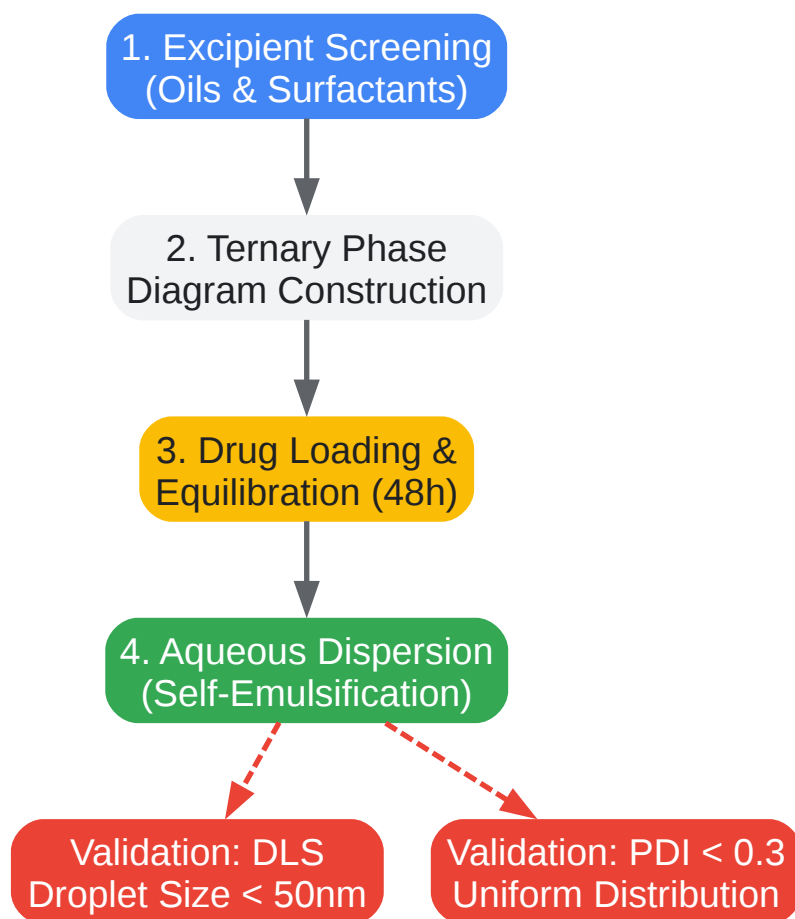 1. Excipient Screening
(Oils & Surfactants)
2. Ternary Phase
Diagram Construction
3. Drug Loading &
Equilibration (48h)
4. Aqueous Dispersion
(Self-Emulsification)
Validation: DLS
Droplet Size < 50nm
Validation: PDI < 0.3
Uniform Distribution